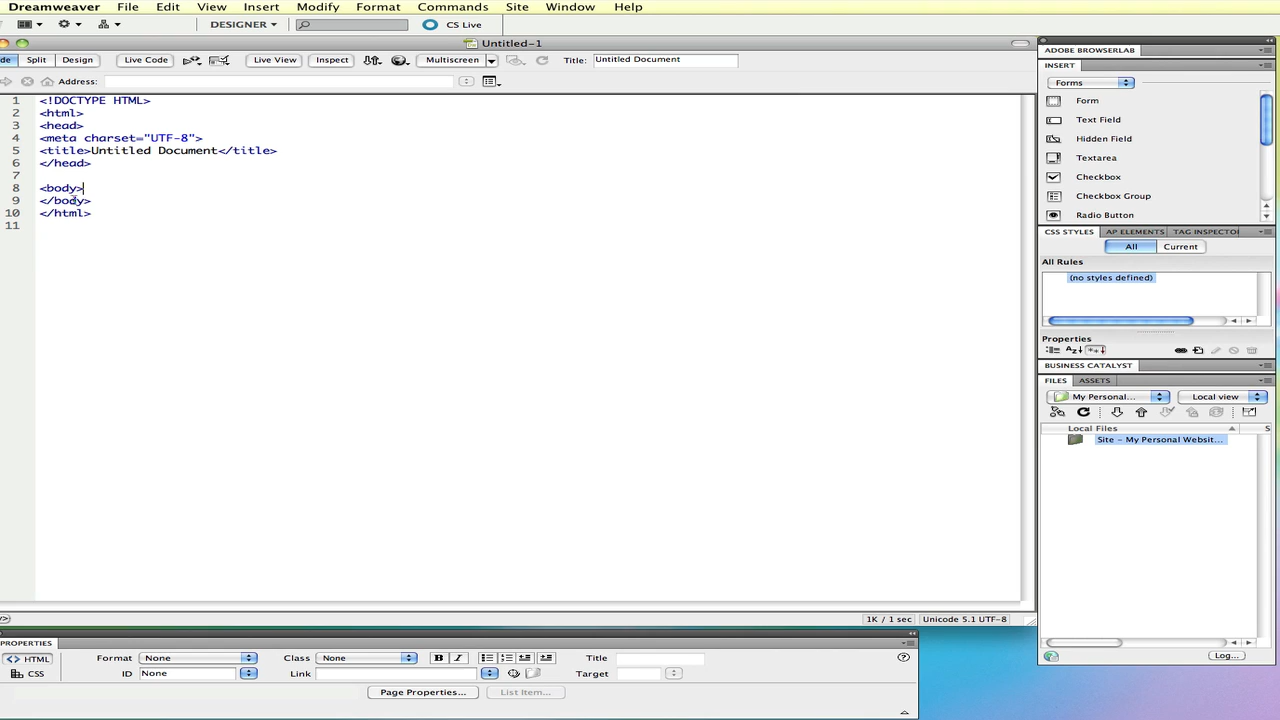 Dreamweaver File Edit View Insert Modify Format Commands Site Window Help
DESIGNER CS Live
Untitled-1
Split Design Live Code Live View Inspect Multiscreen Title: Untitled Document
Address:
1 <!DOCTYPE HTML>
2 <html>
3 <head>
4 <meta charset="UTF-8">
5 <title>Untitled Document</title>
6 </head>
7
8 <body>
9 </body>
10 </html>
11
1K / 1 sec Unicode 5.1 UTF-8
ADOBE BROWSERLAB
INSERT
Forms
Form
Text Field
Hidden Field
Textarea
Checkbox
Checkbox Group
Radio Button
CSS STYLES AP ELEMENTS TAG INSPECTO
All Current
All Rules
(no styles defined)
Properties
BUSINESS CATALYST
FILES ASSETS
My Personal... Local view
Local Files S
Site – My Personal Websit...
Log...
PROPERTIES
<> HTML Format None Class None B I Title
CSS ID None Link Target
Page Properties... List Item...